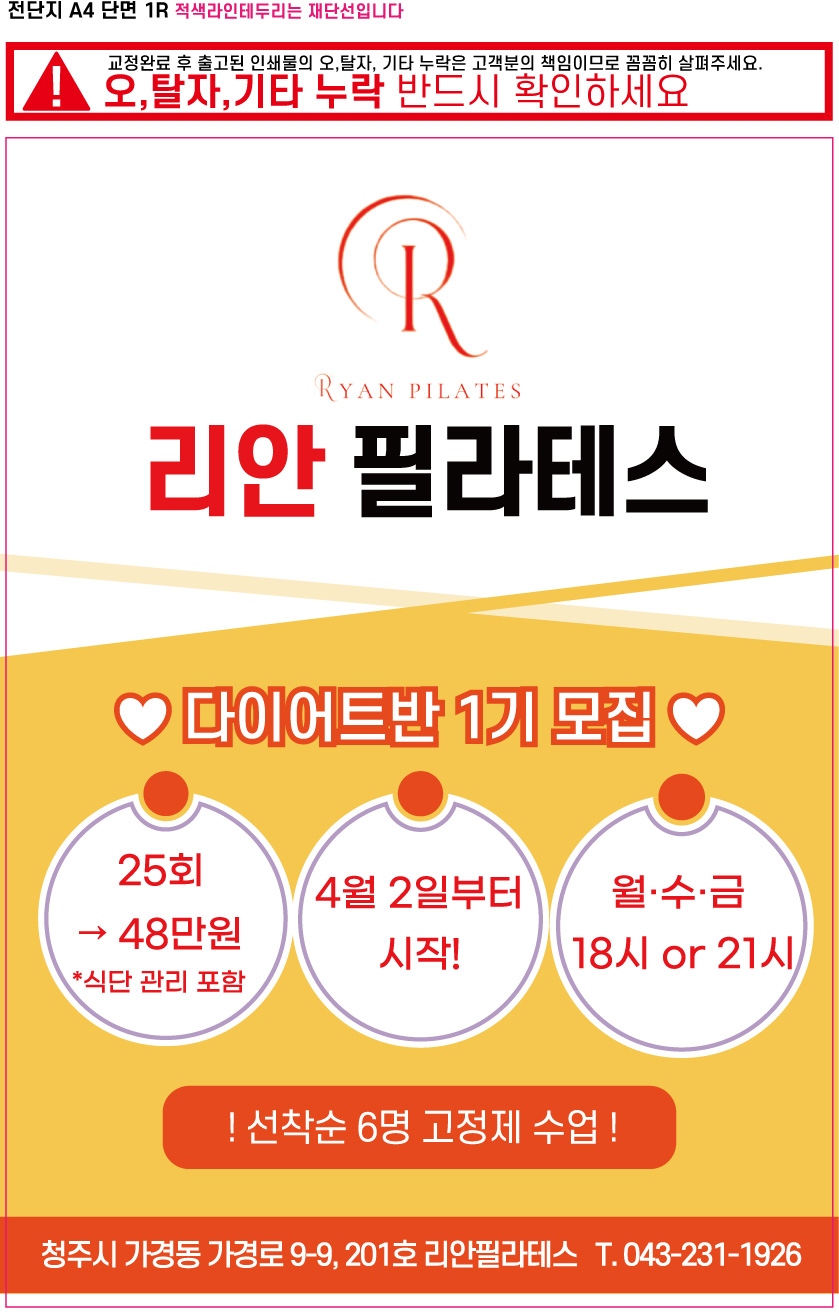 전단지 A4 단면 1R 적색라인테두리는 재단선입니다
교정완료 후 출고된 인쇄물의 오,탈자, 기타 누락은 고객분의 책임이므로 꼼꼼히 살펴주세요.
오,탈자,기타 누락 반드시 확인하세요
R
RYAN PILATES
리안 필라테스
다이어트반 1기 모집
25회
→ 48만원
*식단 관리 포함
4월 2일부터
시작!
월·수·금
18시 or 21시
! 선착순 6명 고정제 수업 !
청주시 가경동 가경로 9-9, 201호 리안필라테스 T. 043-231-1926